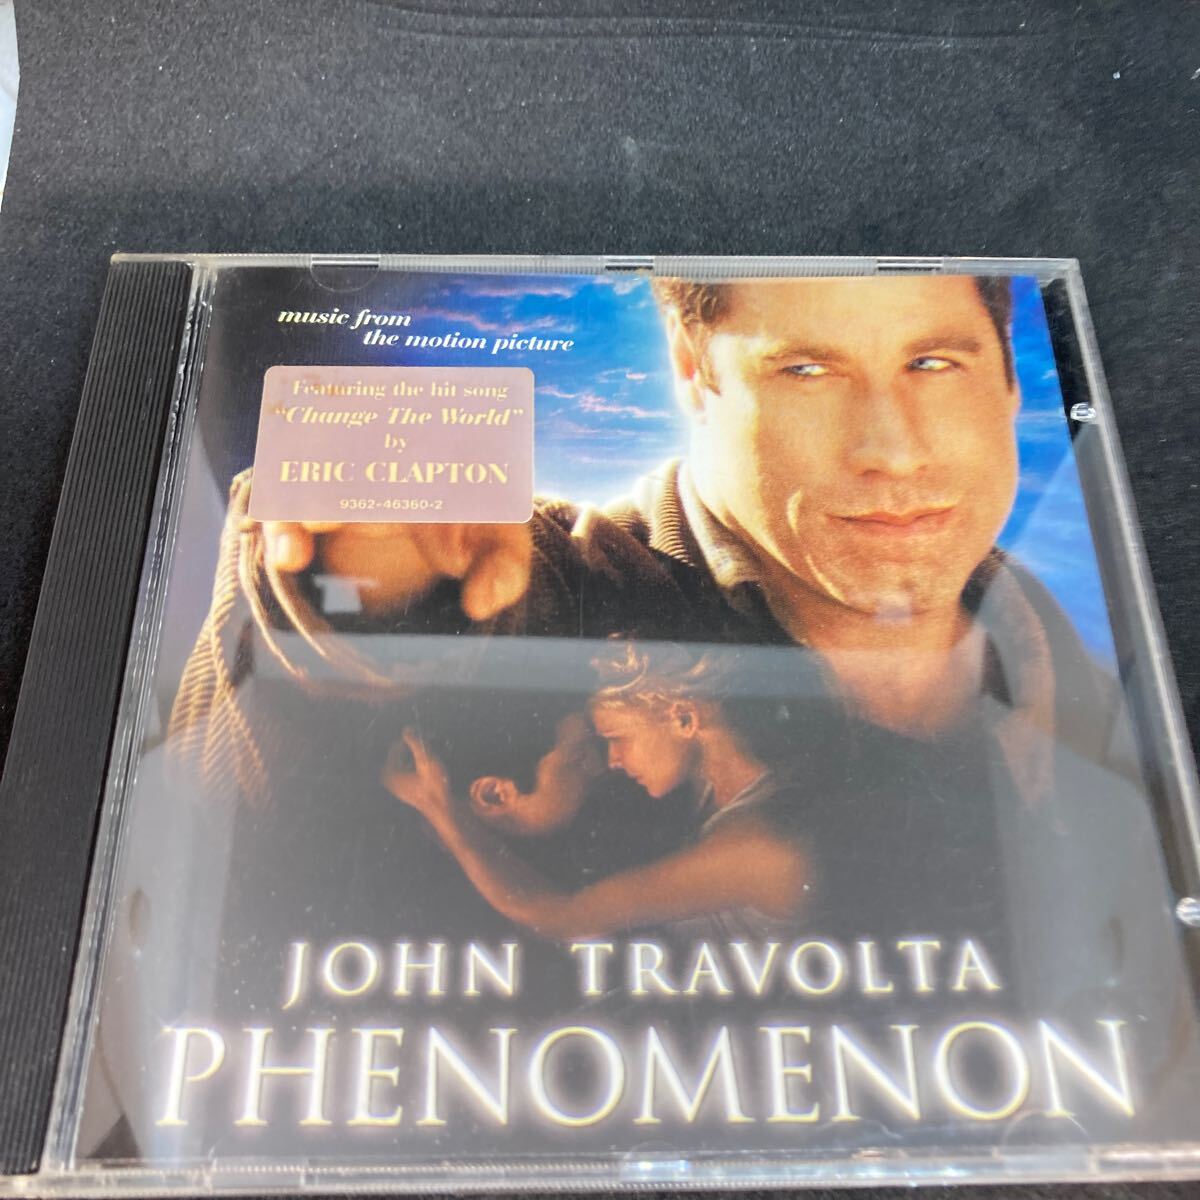 music from
the motion picture
Featuring the hit song
"Change The World"
by
ERIC CLAPTON
9362-46360-2
JOHN TRAVOLTA
PHENOMENON